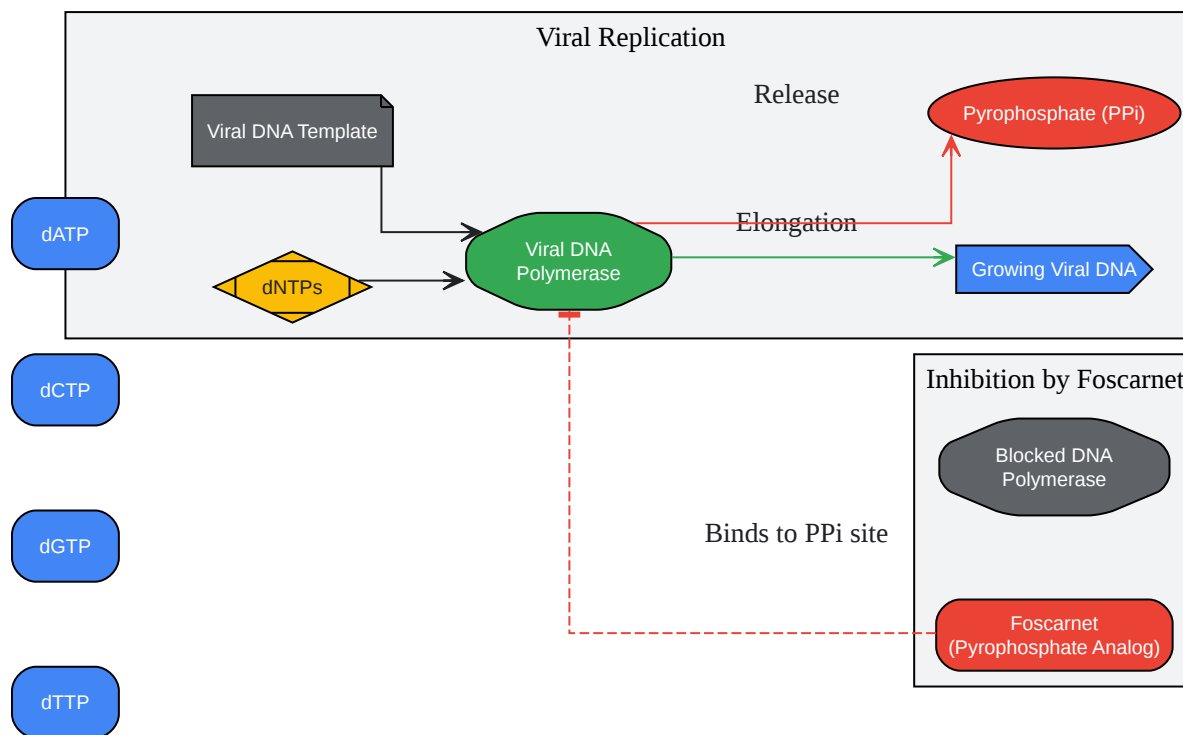 Viral Replication
Release
Pyrophosphate (PPi)
Viral DNA Template
dATP
Elongation
Viral DNA
Polymerase
Growing Viral DNA
dNTPs
dCTP
Inhibition by Foscarnet
Blocked DNA
Polymerase
dGTP
Binds to PPi site
Foscarnet
(Pyrophosphate Analog)
dTTP